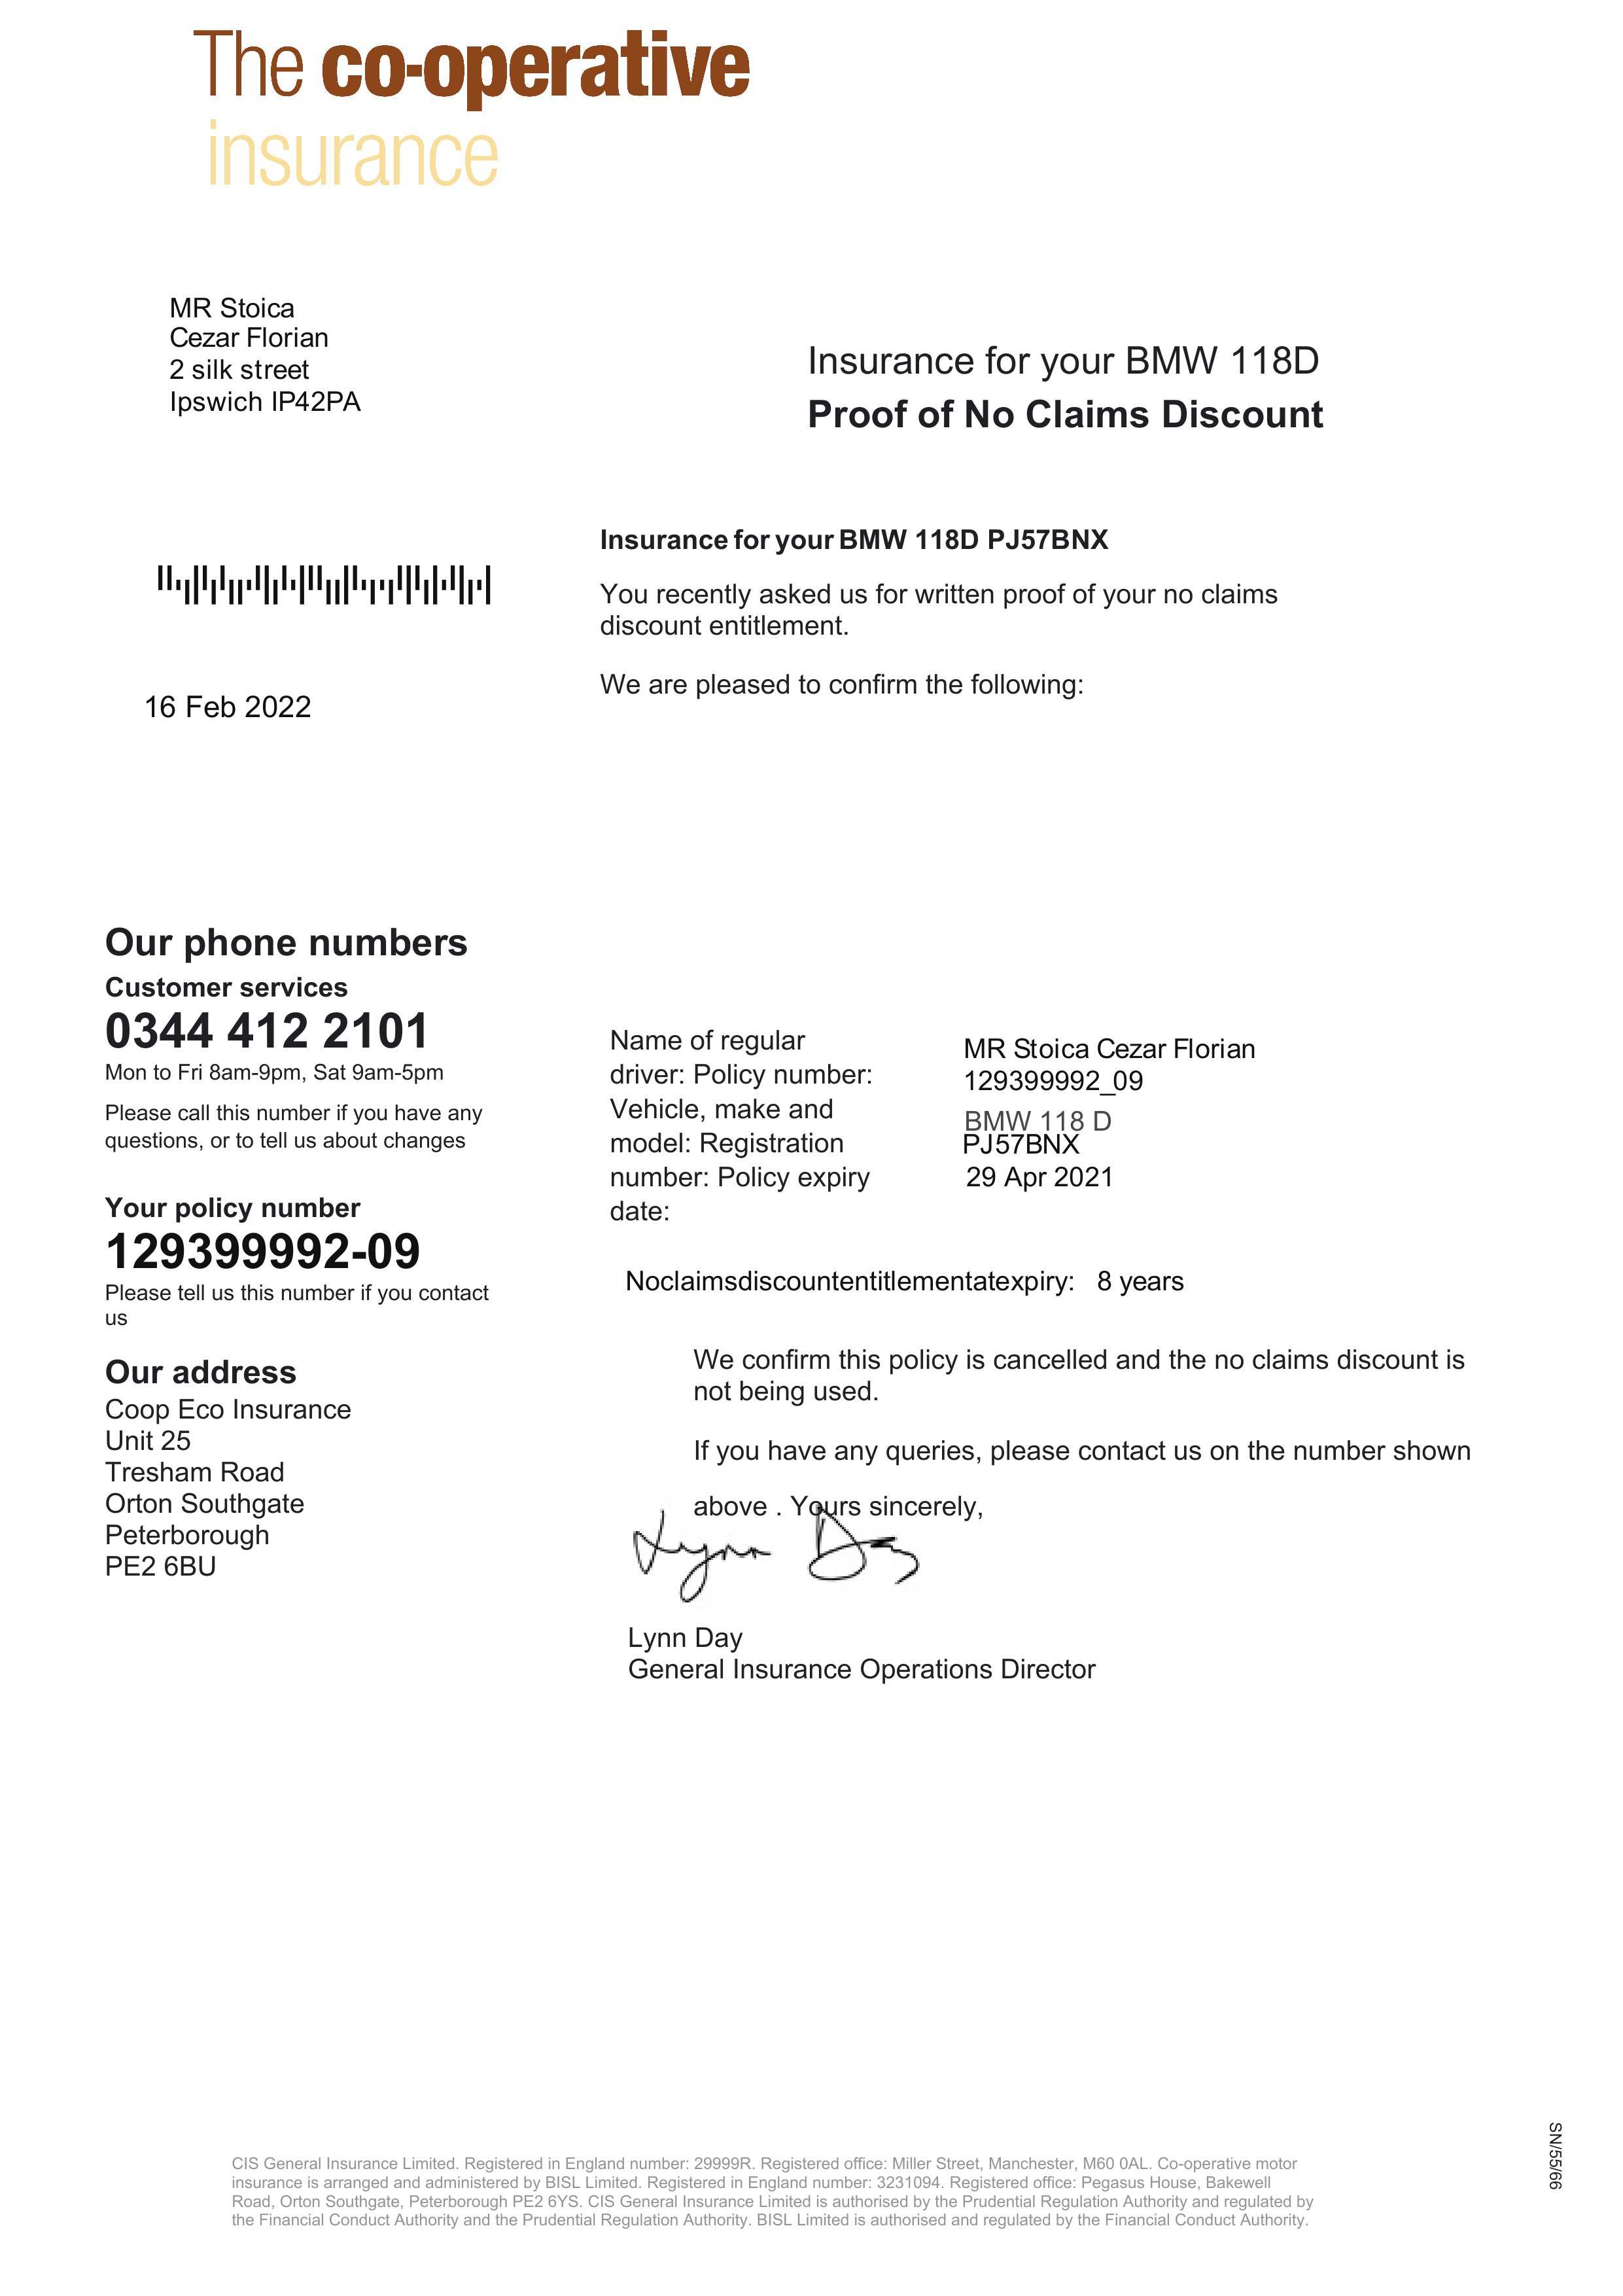 The co-operative
insurance
MR Stoica
Cezar Florian
2 silk street
Ipswich IP42PA
Insurance for your BMW 118D
Proof of No Claims Discount
Insurance for your BMW 118D PJ57BNX
You recently asked us for written proof of your no claims
discount entitlement.
We are pleased to confirm the following:
16 Feb 2022
Our phone numbers
Customer services
0344 412 2101
Mon to Fri 8am-9pm, Sat 9am-5pm
Please call this number if you have any
questions, or to tell us about changes
Your policy number
129399992-09
Please tell us this number if you contact
us
Our address
Coop Eco Insurance
Unit 25
Tresham Road
Orton Southgate
Peterborough
PE2 6BU
Name of regular
driver: Policy number:
Vehicle, make and
model: Registration
number: Policy expiry
date:
MR Stoica Cezar Florian
129399992_09
BMW 118 D
PJ57BNX
29 Apr 2021
Noclaimsdiscountentitlementatexpiry: 8 years
We confirm this policy is cancelled and the no claims discount is
not being used.
If you have any queries, please contact us on the number shown
above . Yours sincerely,
Lynn Day
Lynn Day
General Insurance Operations Director
SN/55/66
CIS General Insurance Limited. Registered in England number: 29999R. Registered office: Miller Street, Manchester, M60 0AL. Co-operative motor
insurance is arranged and administered by BISL Limited. Registered in England number: 3231094. Registered office: Pegasus House, Bakewell
Road, Orton Southgate, Peterborough PE2 6YS. CIS General Insurance Limited is authorised by the Prudential Regulation Authority and regulated by
the Financial Conduct Authority and the Prudential Regulation Authority. BISL Limited is authorised and regulated by the Financial Conduct Authority.